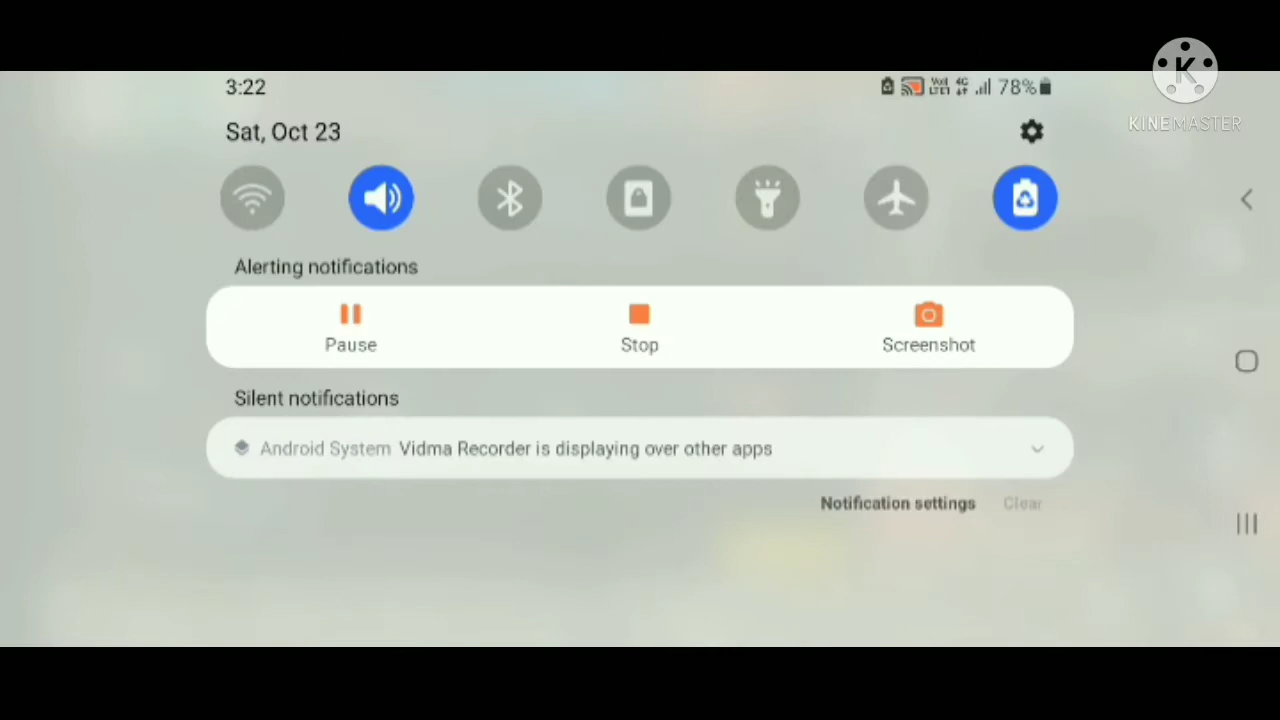 3:22
78%
KINEMASTER
Sat, Oct 23
Alerting notifications
Pause
Stop
Screenshot
Silent notifications
Android System Vidma Recorder is displaying over other apps
Notification settings
Clear